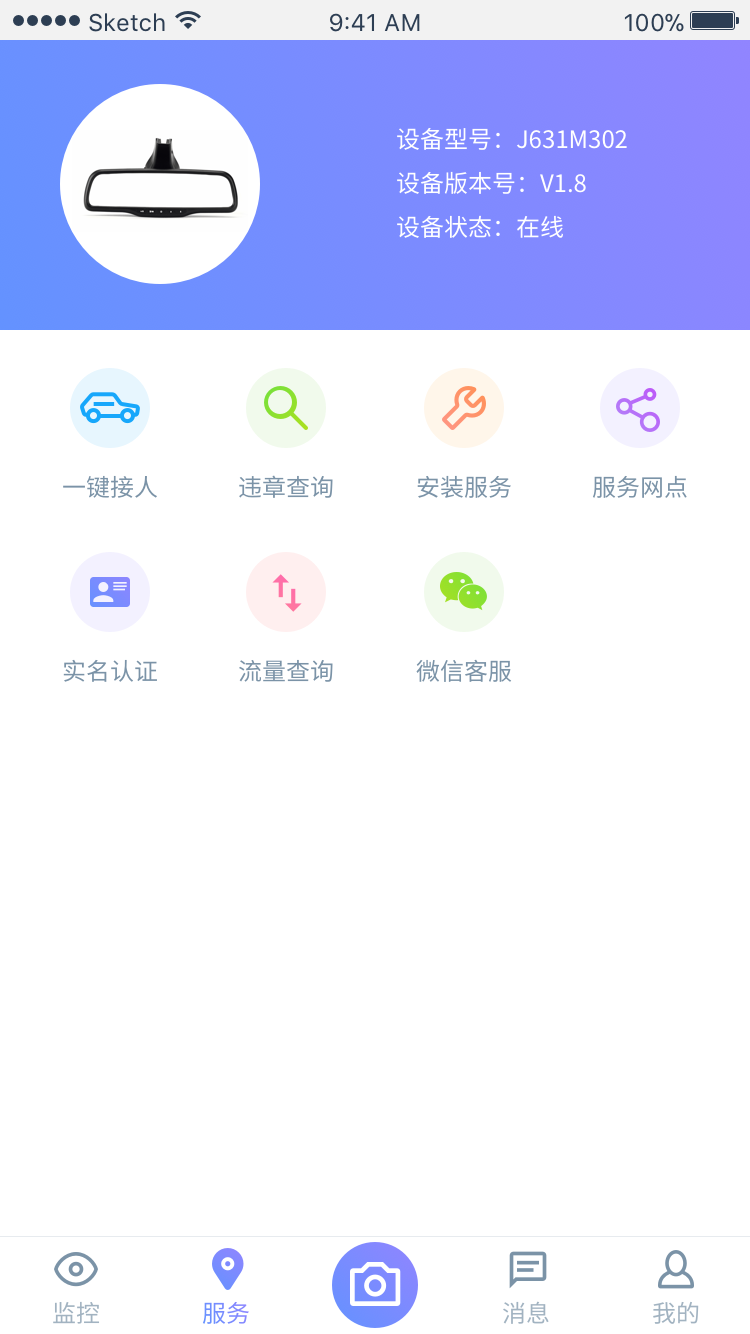 Sketch 9:41 AM 100%
设备型号：J631M302
设备版本号：V1.8
设备状态：在线
一键接人 违章查询 安装服务 服务网点
实名认证 流量查询 微信客服
监控 服务 消息 我的